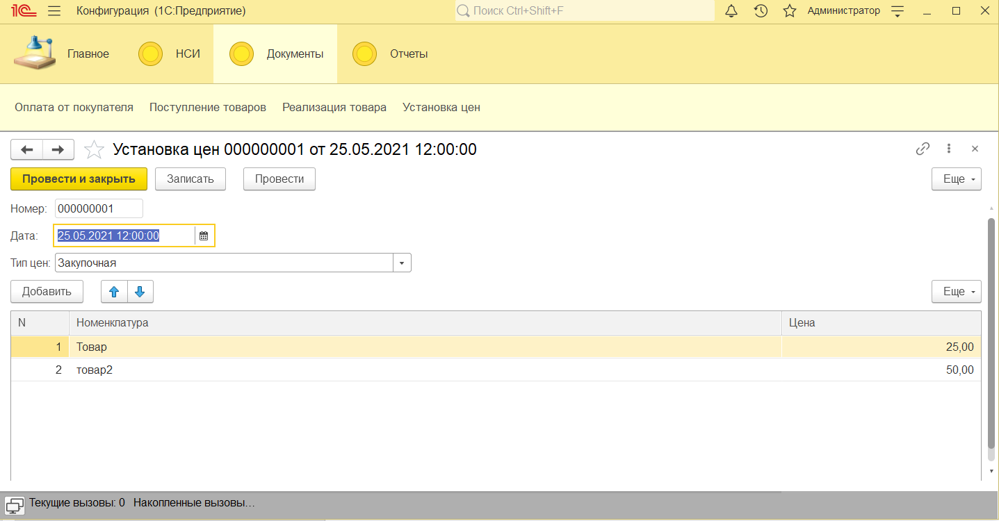 1С Конфигурация (1С:Предприятие) Поиск Ctrl+Shift+F Администратор
Главное НСИ Документы Отчеты
Оплата от покупателя Поступление товаров Реализация товара Установка цен
Установка цен 000000001 от 25.05.2021 12:00:00
Провести и закрыть Записать Провести Еще
Номер: 000000001
Дата: 25.05.2021 12:00:00
Тип цен: Закупочная
Добавить Еще
N Номенклатура Цена
1 Товар 25,00
2 товар2 50,00
Текущие вызовы: 0 Накопленные вызовы…